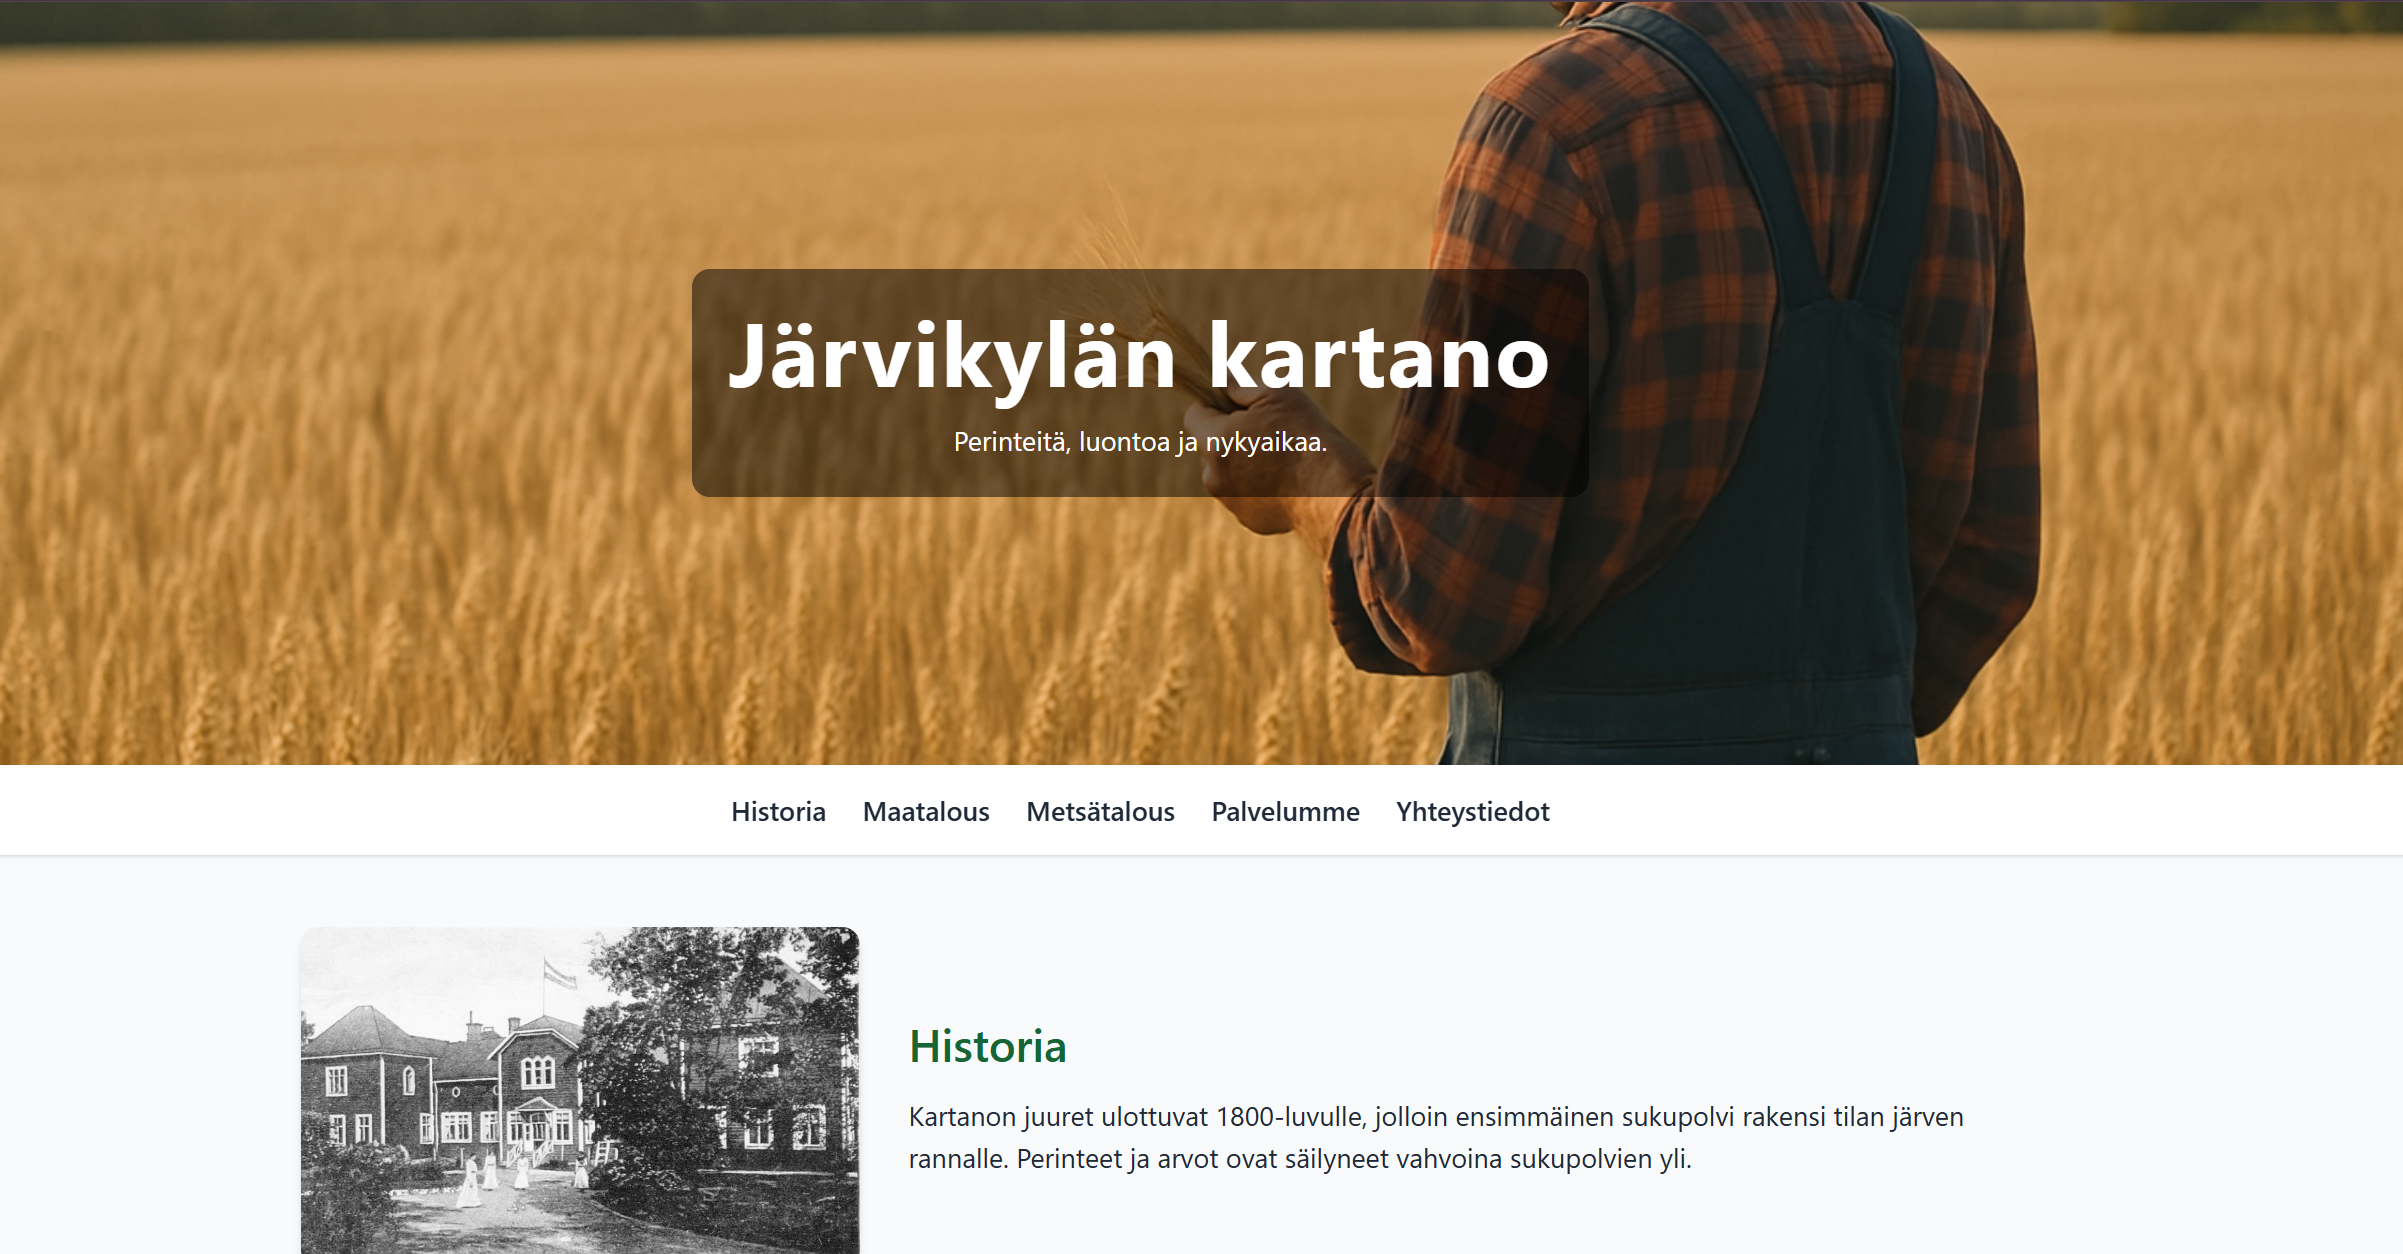 Järvikylän kartano
Perinteitä, luontoa ja nykyaikaa.
Historia Maatalous Metsätalous Palvelumme Yhteystiedot
Historia
Kartanon juuret ulottuvat 1800-luvulle, jolloin ensimmäinen sukupolvi rakensi tilan järven
rannalle. Perinteet ja arvot ovat säilyneet vahvoina sukupolvien yli.